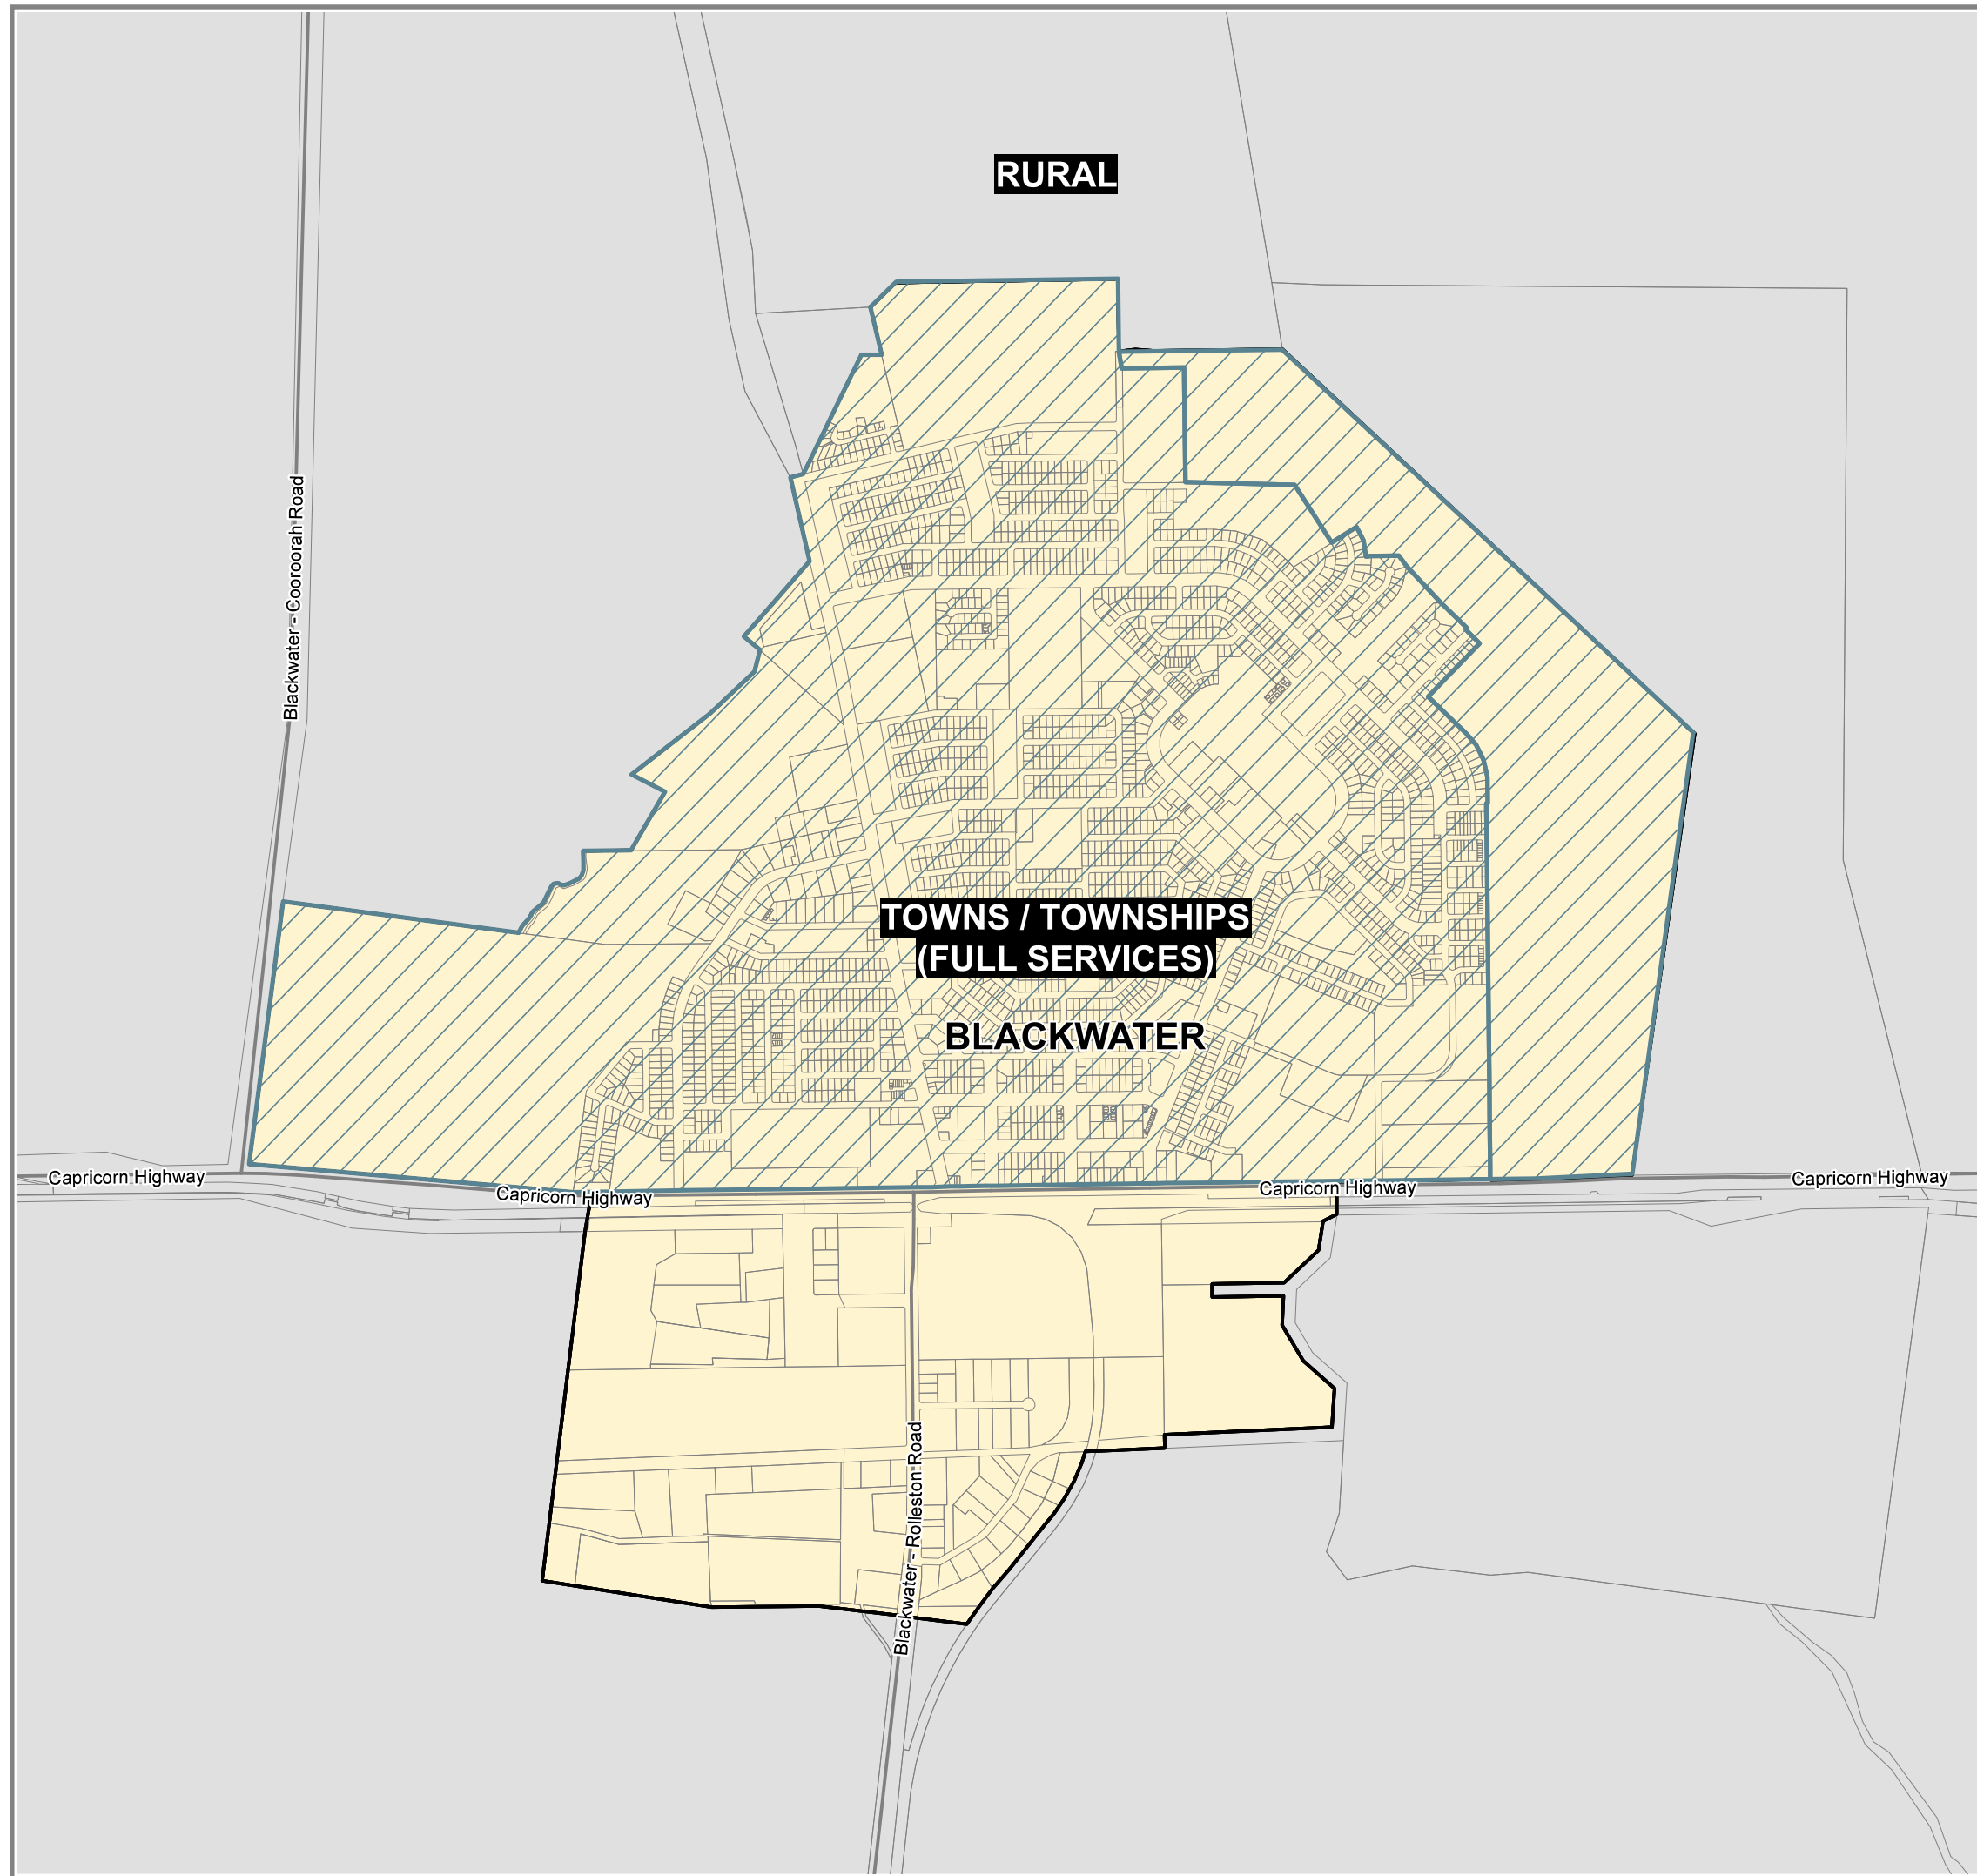 RURAL
Blackwater - Cooroorah Road
TOWNS / TOWNSHIPS
(FULL SERVICES)
BLACKWATER
Capricorn Highway
Capricorn Highway
Capricorn Highway
Capricorn Highway
Blackwater - Rolleston Road